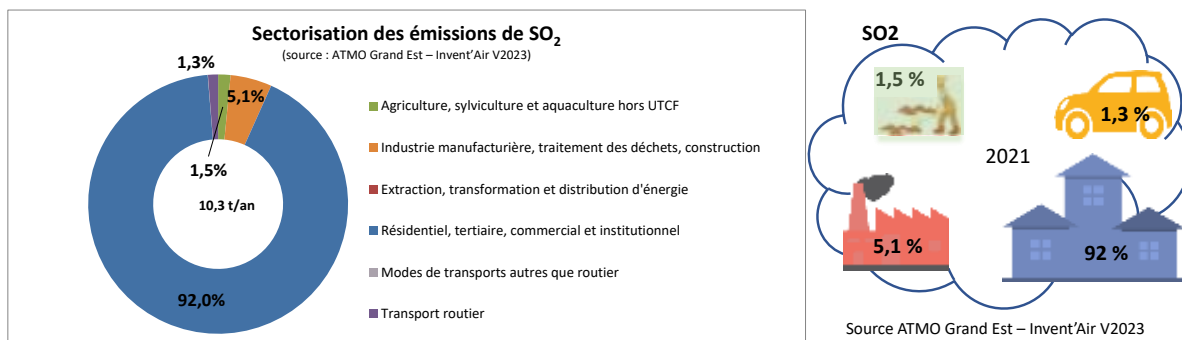 Sectorisation des émissions de SO₂
(source : ATMO Grand Est – Invent'Air V2023)
1,3%
5,1%
1,5%
10,3 t/an
92,0%
Agriculture, sylviculture et aquaculture hors UTCF
Industrie manufacturière, traitement des déchets, construction
Extraction, transformation et distribution d'énergie
Résidentiel, tertiaire, commercial et institutionnel
Modes de transports autres que routier
Transport routier
SO2
1,5 %
1,3 %
2021
5,1 %
92 %
Source ATMO Grand Est – Invent'Air V2023